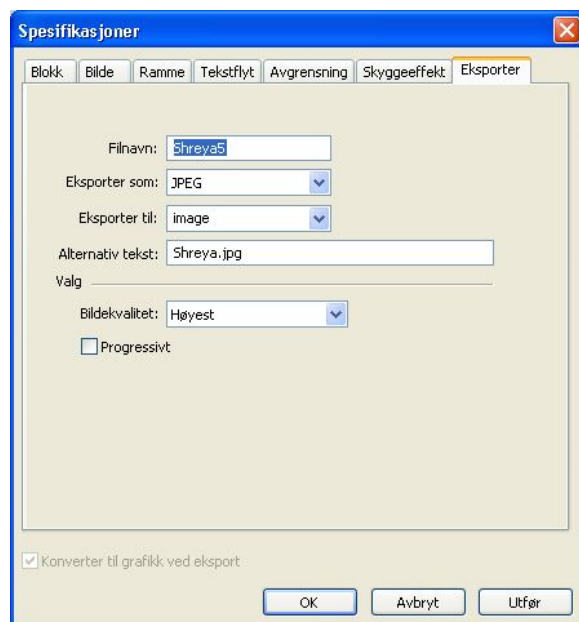 Spesifikasjoner
Blokk Bilde Ramme Tekstflyt Avgrensning Skyggeeffekt Eksporter
Filnavn: Shreya5
Eksporter som: JPEG
Eksporter til: image
Alternativ tekst: Shreya.jpg
Valg
Bildekvalitet: Høyest
Progressivt
Konverter til grafikk ved eksport
OK Avbryt Utfør